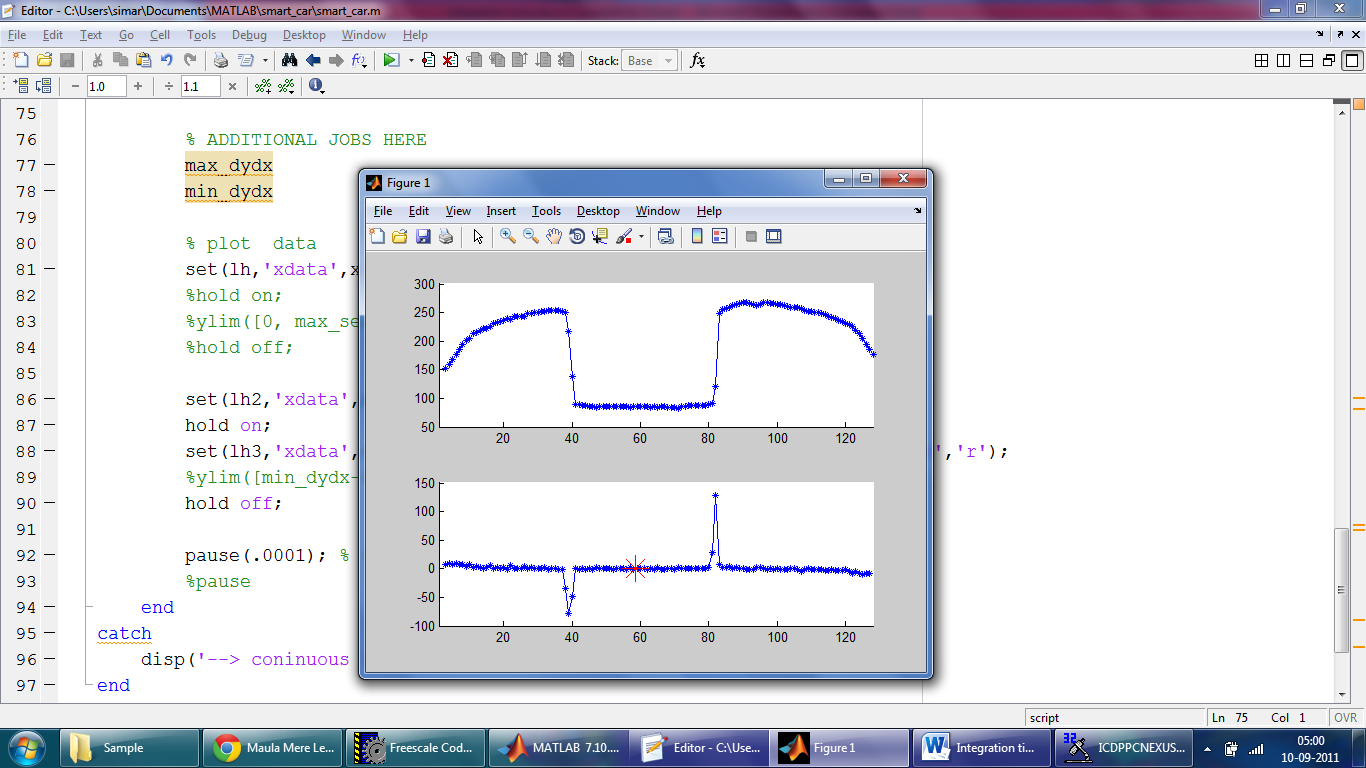 Editor - C:\Users\simar\Documents\MATLAB\smart_car\smart_car.m
File Edit Text Go Cell Tools Debug Desktop Window Help
Stack: Base fx
− 1.0 + ÷ 1.1 ×
75
76 % ADDITIONAL JOBS HERE
77 − max_dydx
78 − min_dydx
79
80 % plot  data
81 − set(lh,'xdata',x
82 − %hold on;
83 − %ylim([0, max_se
84 − %hold off;
85
86 − set(lh2,'xdata',
87 − hold on;
88 − set(lh3,'xdata', ','r');
89 − %ylim([min_dydx-
90 − hold off;
91
92 − pause(.0001); %
93 %pause
94 − end
95 − catch
96 − disp('--> coninuous
97 − end
Figure 1
File Edit View Insert Tools Desktop Window Help
300
250
200
150
100
50
20 40 60 80 100 120
150
100
50
0
-50
-100
20 40 60 80 100 120
script Ln 75 Col 1 OVR
Sample Maula Mere Le... Freescale Cod... MATLAB 7.10.... Editor - C:\Use... Figure 1 Integration ti... 32 ICDPPCNEXUS... 05:00
10-09-2011